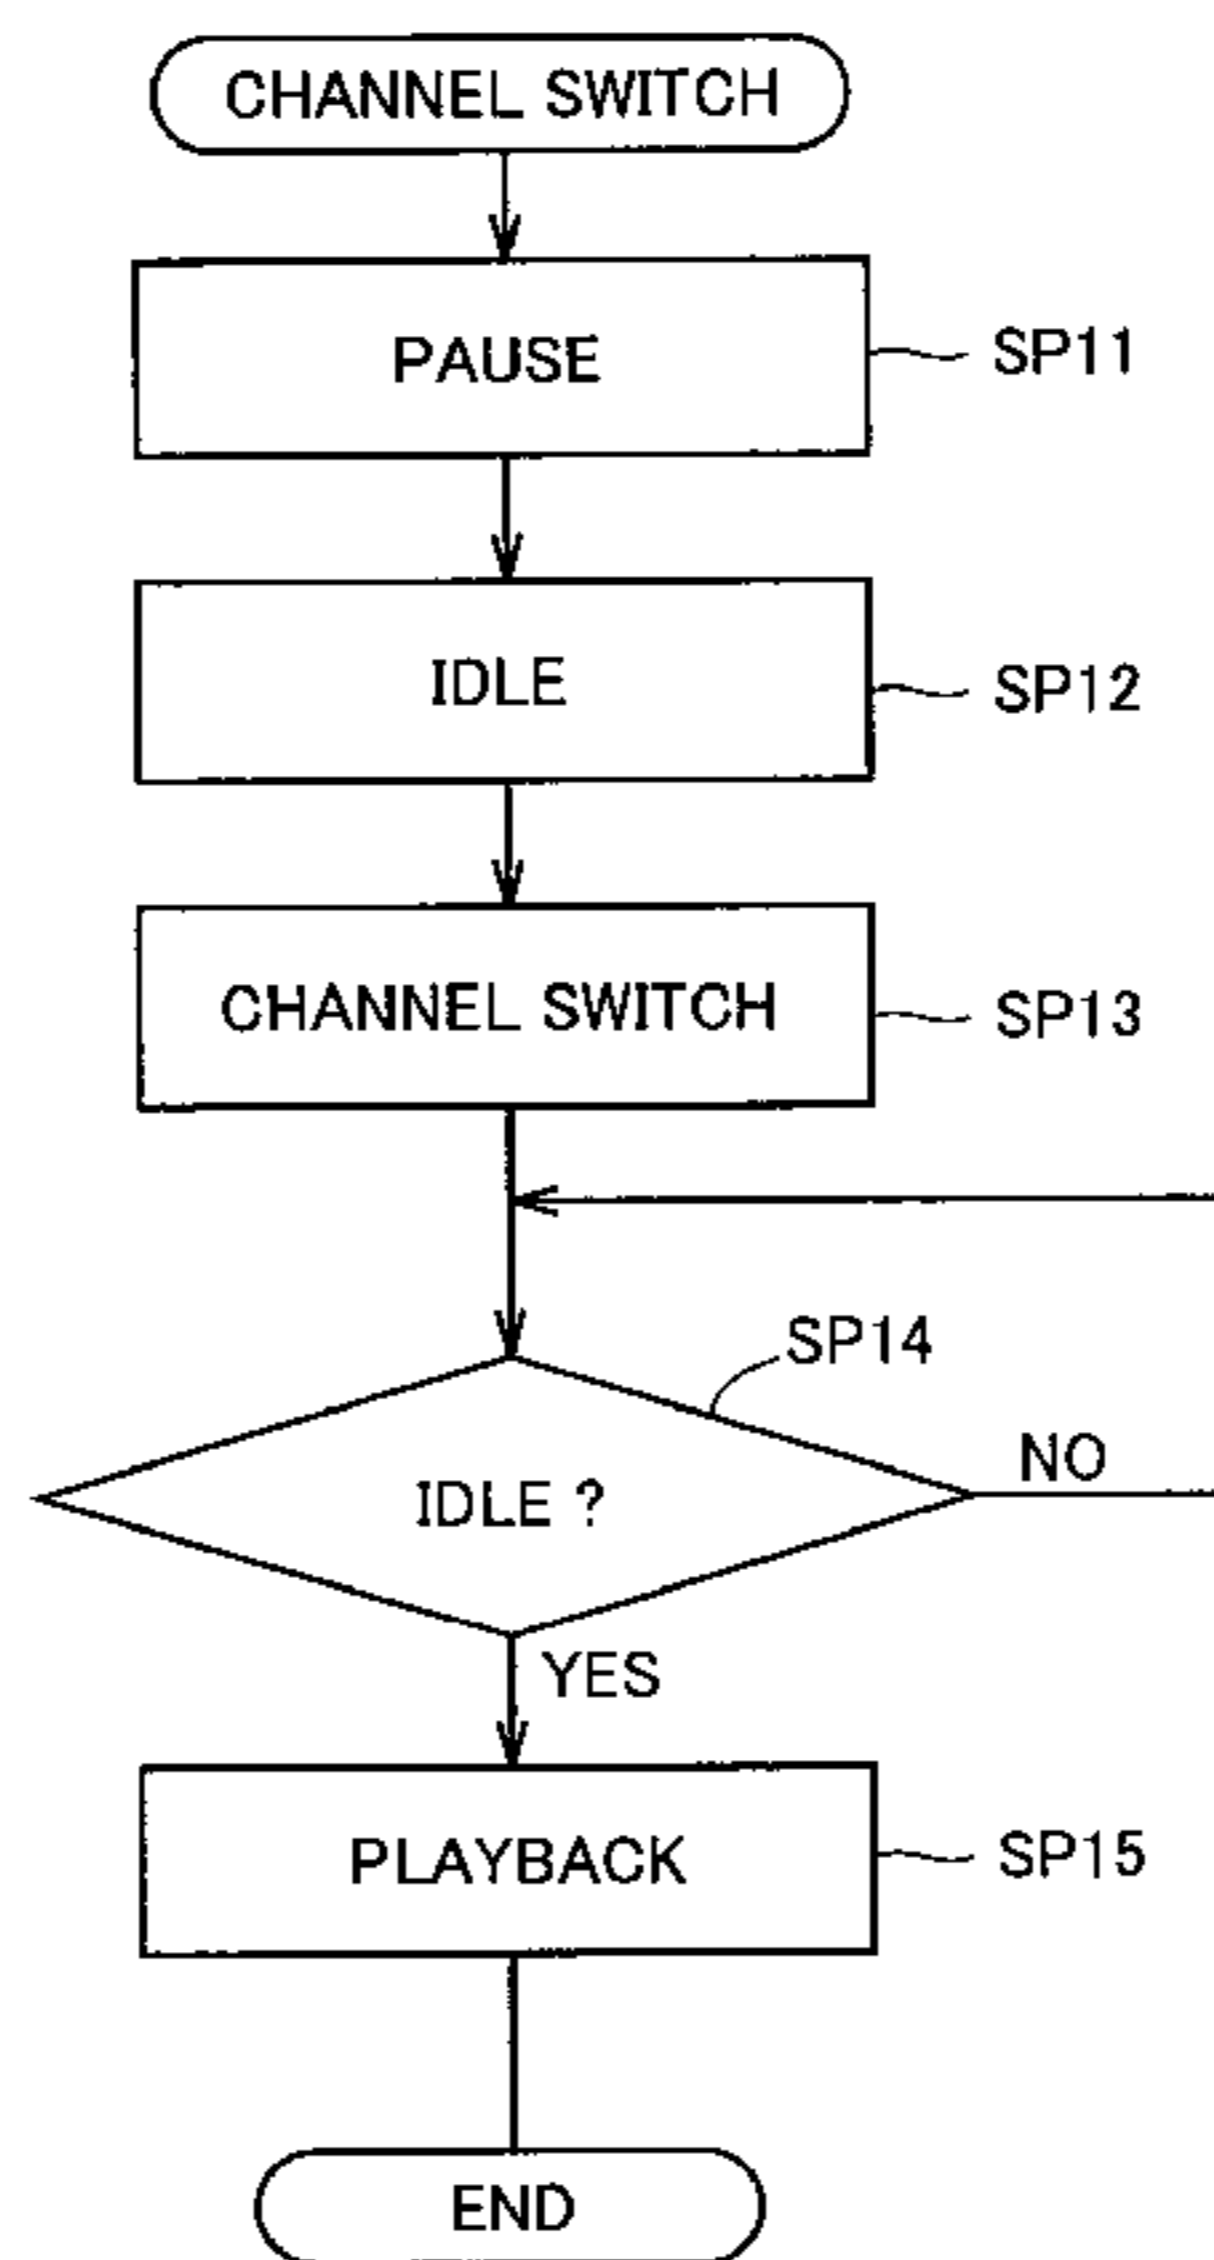 CHANNEL SWITCH
PAUSE
SP11
IDLE
SP12
CHANNEL SWITCH
SP13
SP14
IDLE ?
NO
YES
PLAYBACK
SP15
END